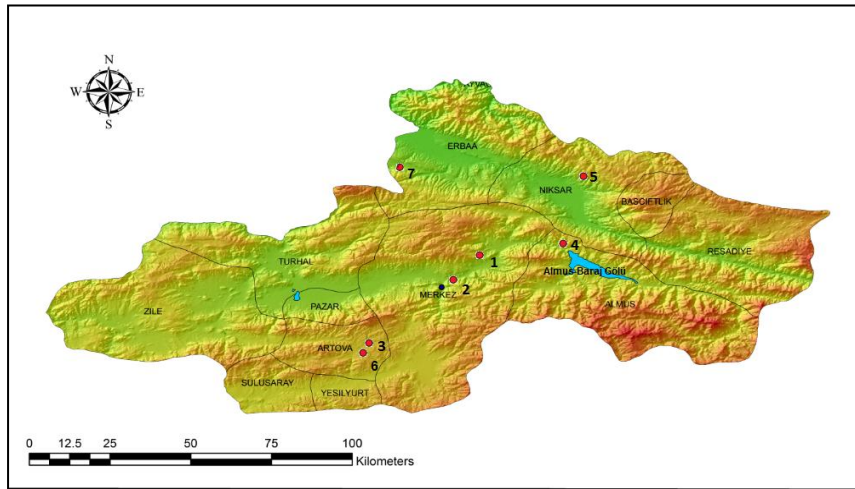 N
W E
S
ERBAA
7
5
NIKSAR
BASCIFTLIK
4
RESADIYE
1
TURHAL
Almus-Baraj Gölü
2
MERKEZ
ALMUS
PAZAR
ZILE
3
ARTOVA
6
SULUSARAY
YESILYURT
0 12.5 25 50 75 100
Kilometers